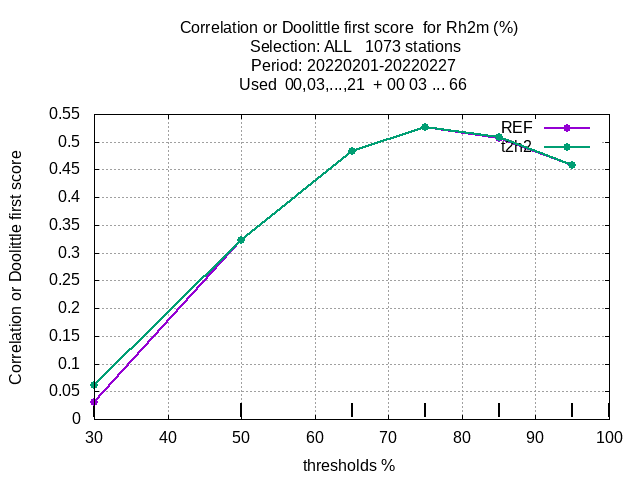 Correlation or Doolittle first score  for Rh2m (%)
Selection: ALL   1073 stations
Period: 20220201-20220227
Used  00,03,...,21  + 00 03 ... 66
Correlation or Doolittle first score
0.55
0.5
0.45
0.4
0.35
0.3
0.25
0.2
0.15
0.1
0.05
0
REF
t2h2
30 40 50 60 70 80 90 100
thresholds %